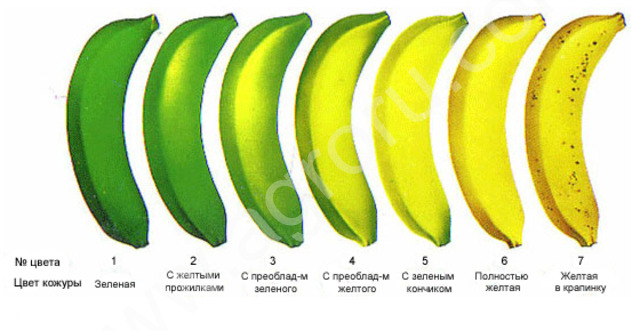 № цвета 1 2 3 4 5 6 7
Цвет кожуры
Зеленая
С желтыми
прожилками
С преоблад-м
зеленого
С преоблад-м
желтого
С зеленым
кончиком
Полностью
желтая
Желтая
в крапинку